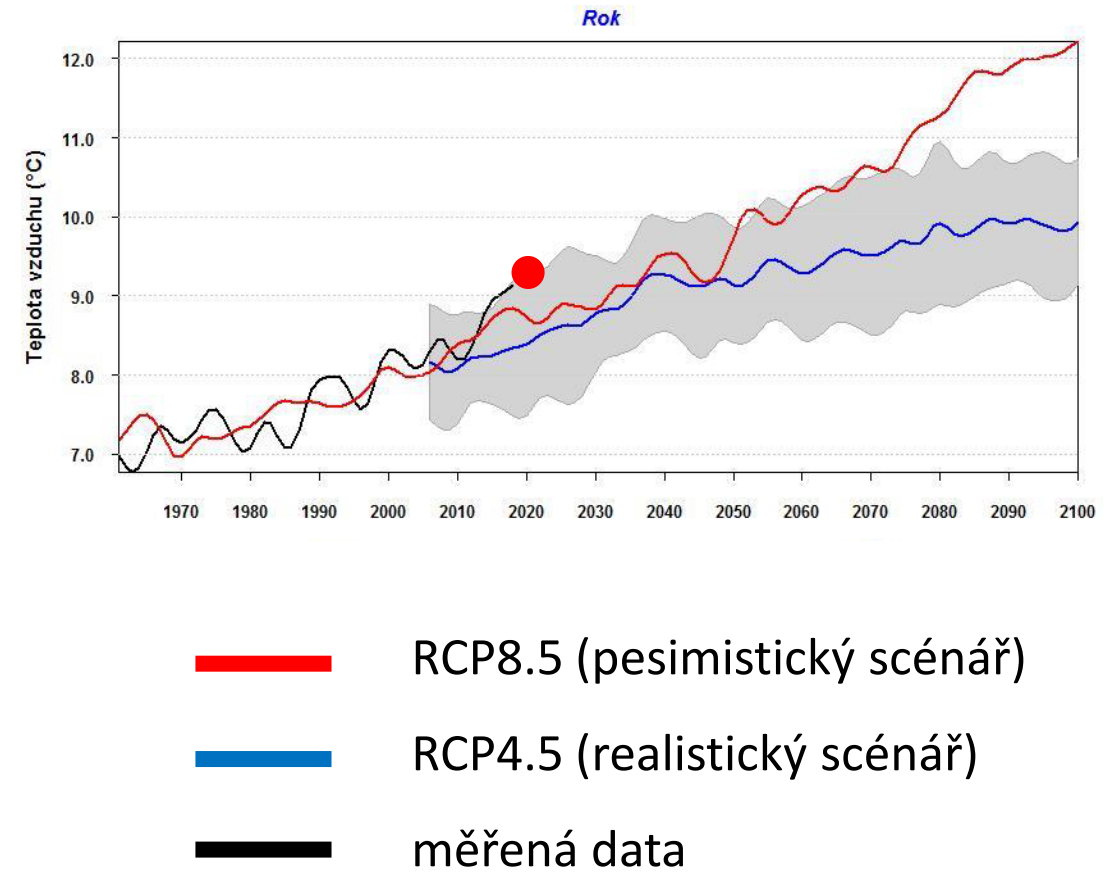 Rok
Teplota vzduchu (°C)
12.0
11.0
10.0
9.0
8.0
7.0
1970 1980 1990 2000 2010 2020 2030 2040 2050 2060 2070 2080 2090 2100
RCP8.5 (pesimistický scénář)
RCP4.5 (realistický scénář)
měřená data